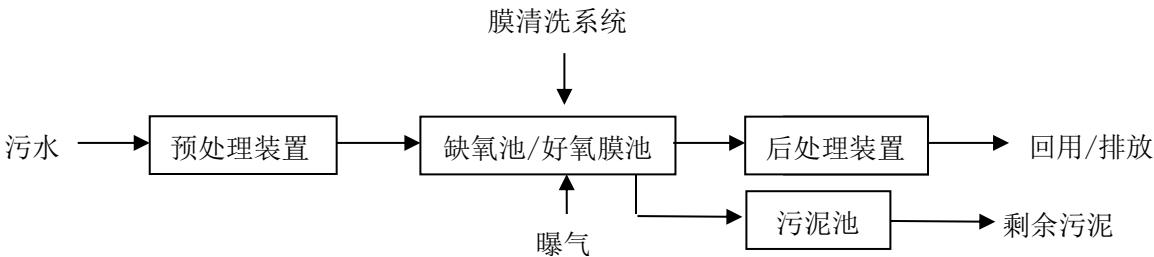 膜清洗系统
污水
预处理装置
缺氧池/好氧膜池
后处理装置
回用/排放
曝气
污泥池
剩余污泥